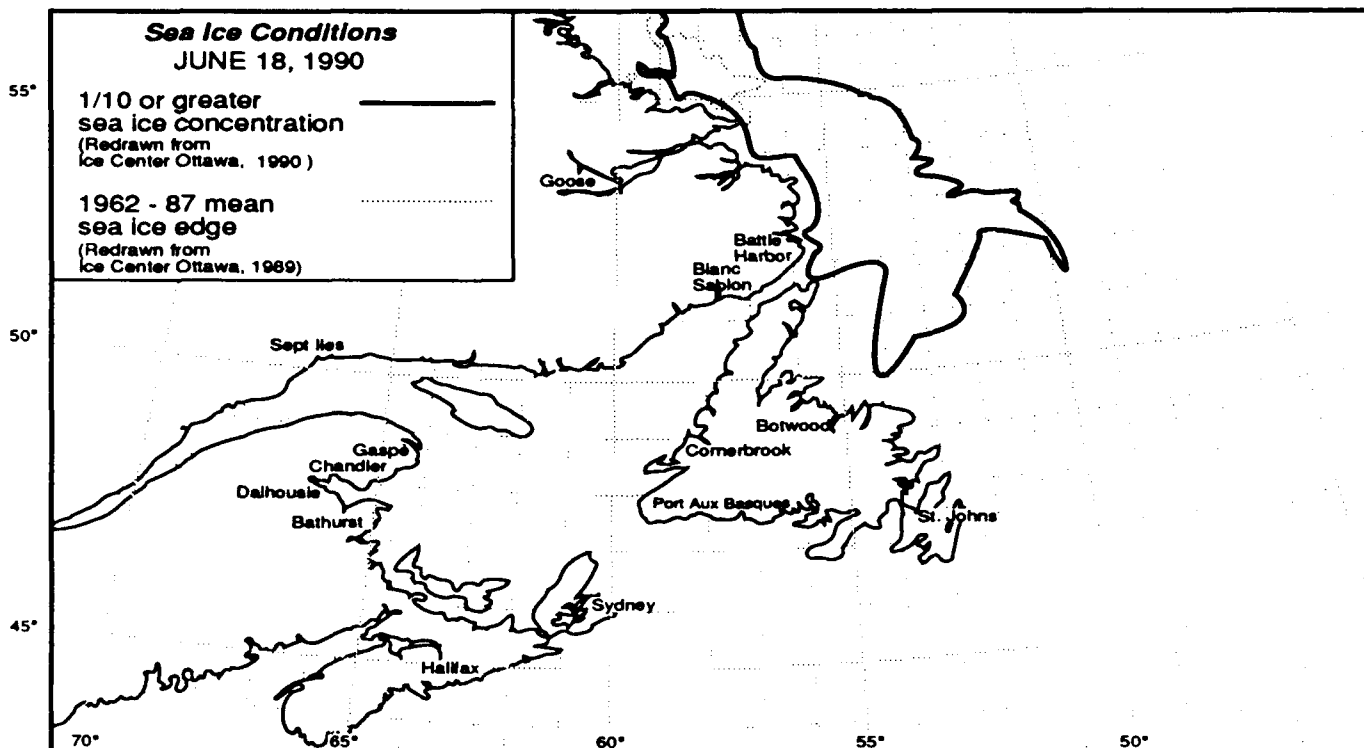 Sea Ice Conditions
JUNE 18, 1990
1/10 or greater
sea ice concentration
(Redrawn from
Ice Center Ottawa, 1990 )
1962 - 87 mean
sea ice edge
(Redrawn from
Ice Center Ottawa, 1989)
55°
Goose
Battle
Harbor
Blanc
Sablon
50°
Sept Iles
Botwood
Gaspé
Cornerbrook
Chandler
Dalhousie
Port Aux Basques
Bathurst
St. Johns
Sydney
45°
Halifax
70°
65°
60°
55°
50°